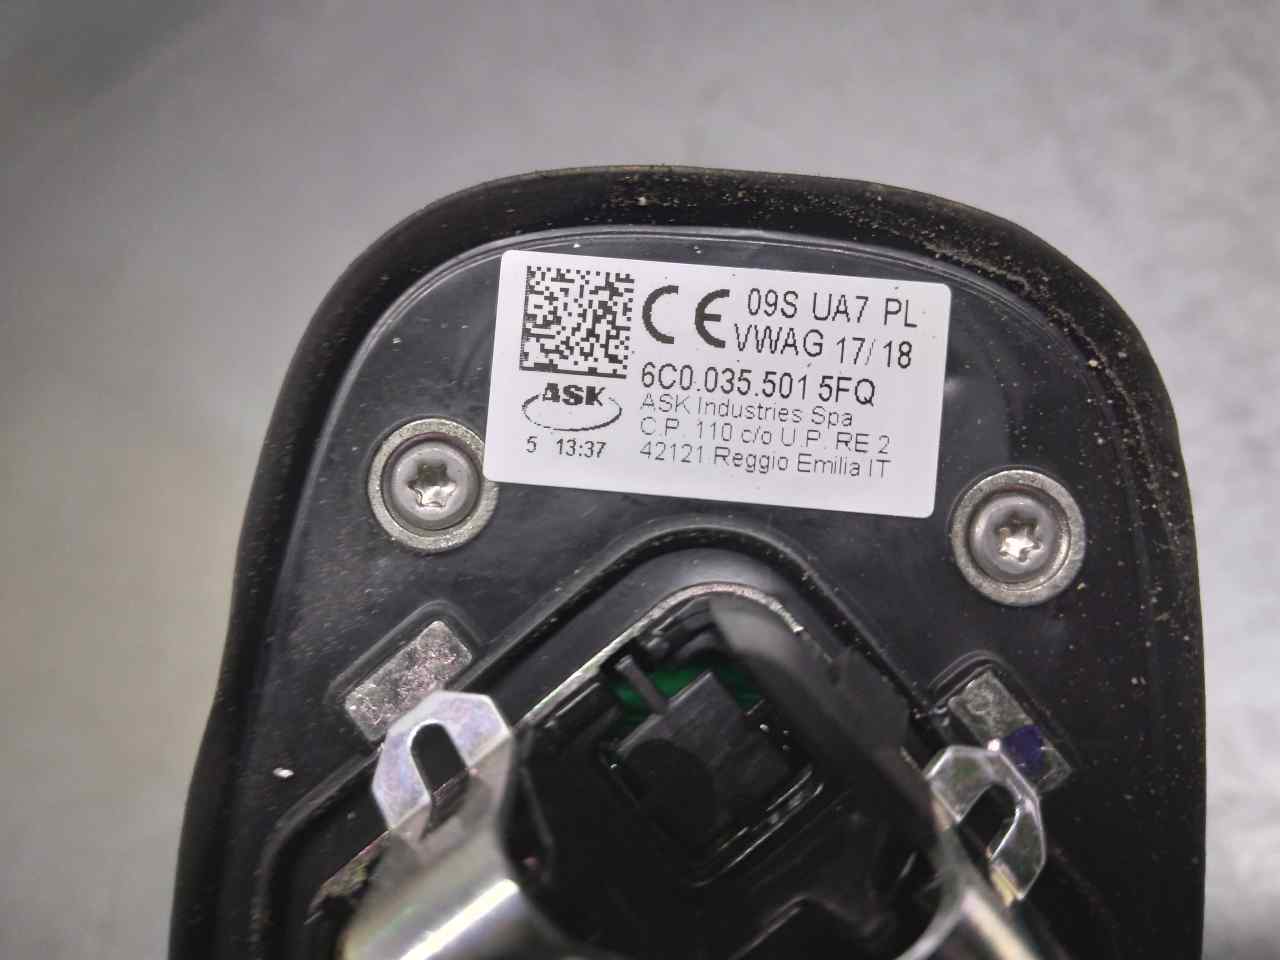 CE 09S UA7 PL
VWAG 17/18
6C0.035.501 5FQ
ASK
ASK Industries Spa
C.P. 110 c/o U.P. RE 2
5 13:37
42121 Reggio Emilia IT